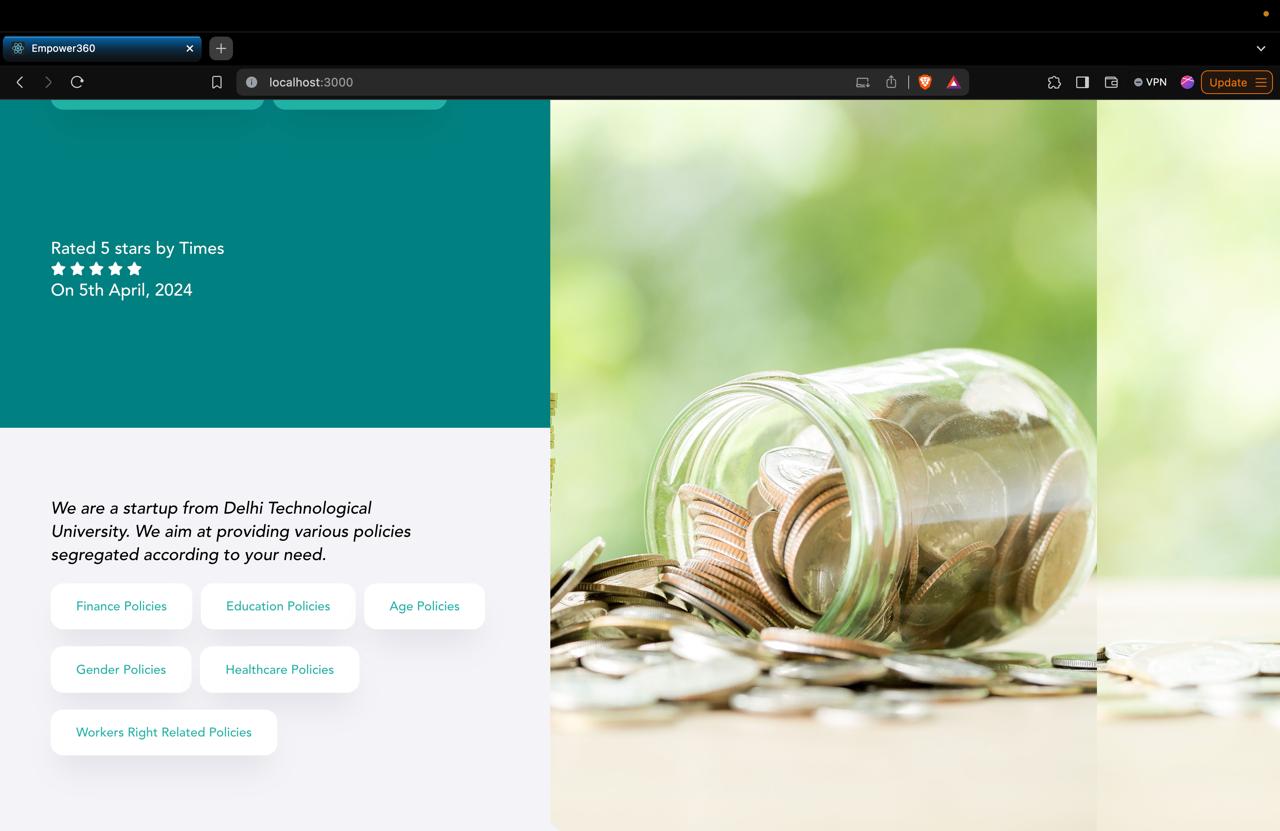 Empower360
localhost:3000
VPN
Update
Rated 5 stars by Times
On 5th April, 2024
We are a startup from Delhi Technological
University. We aim at providing various policies
segregated according to your need.
Finance Policies
Education Policies
Age Policies
Gender Policies
Healthcare Policies
Workers Right Related Policies